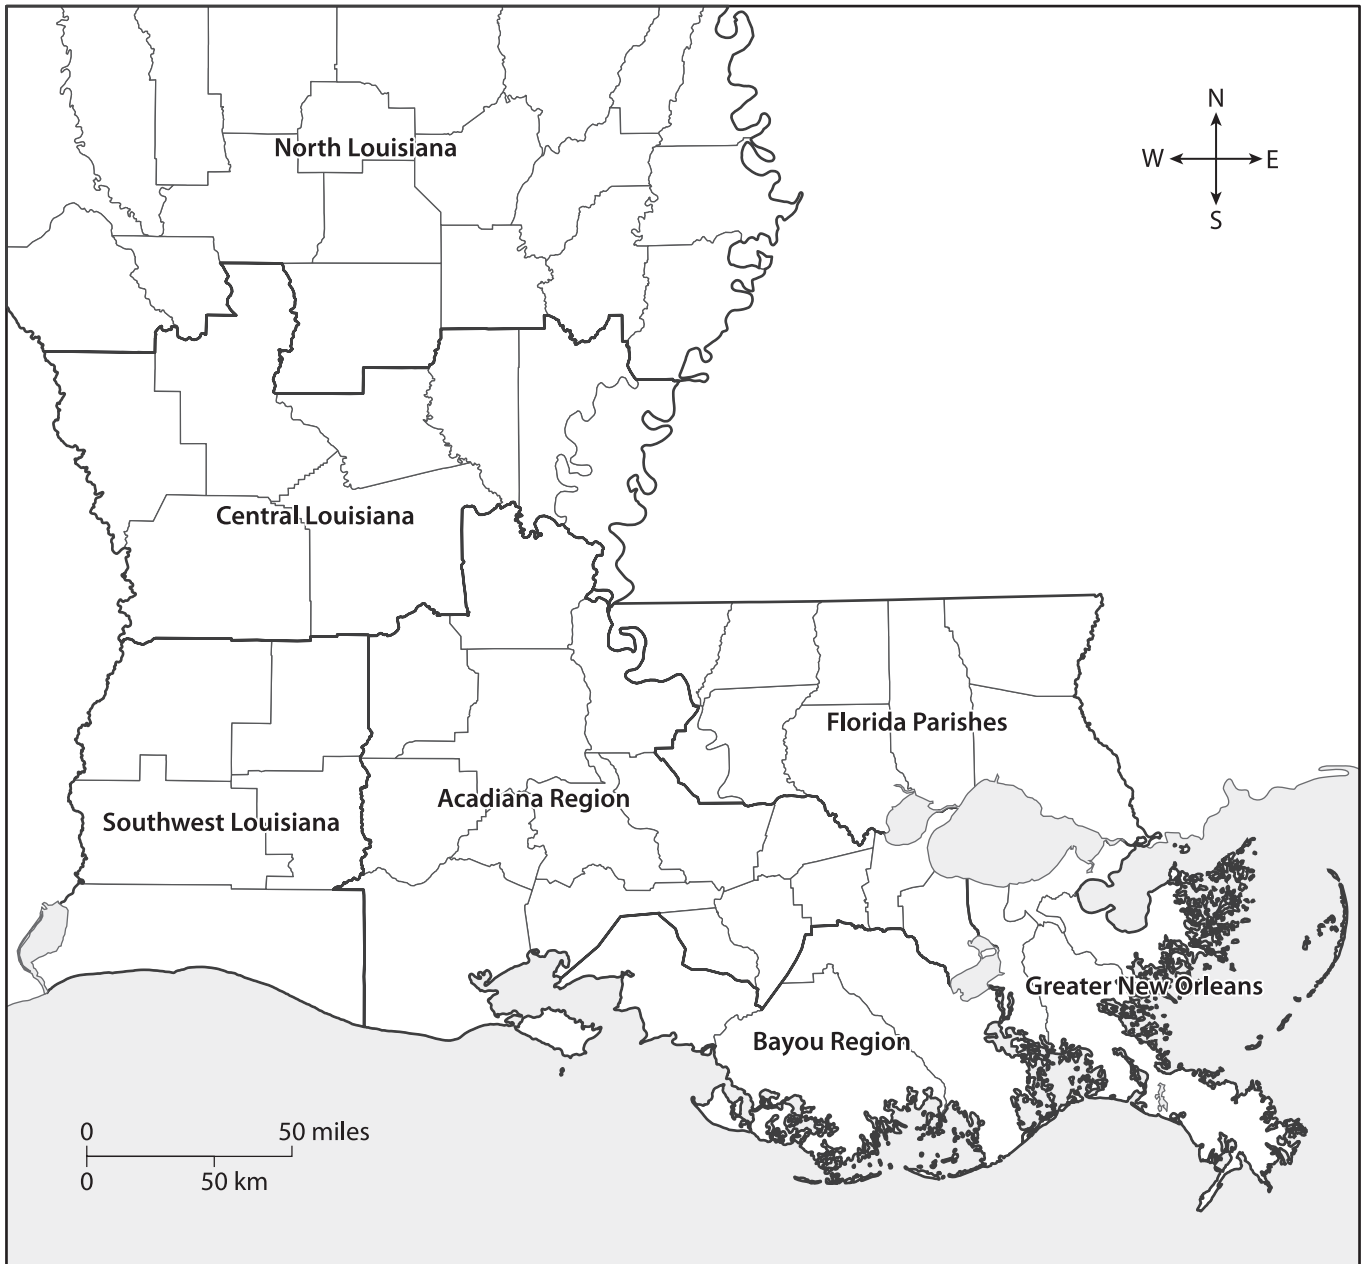 N
W E
S
North Louisiana
Central Louisiana
Florida Parishes
Acadiana Region
Southwest Louisiana
Greater New Orleans
Bayou Region
0 50 miles
0 50 km